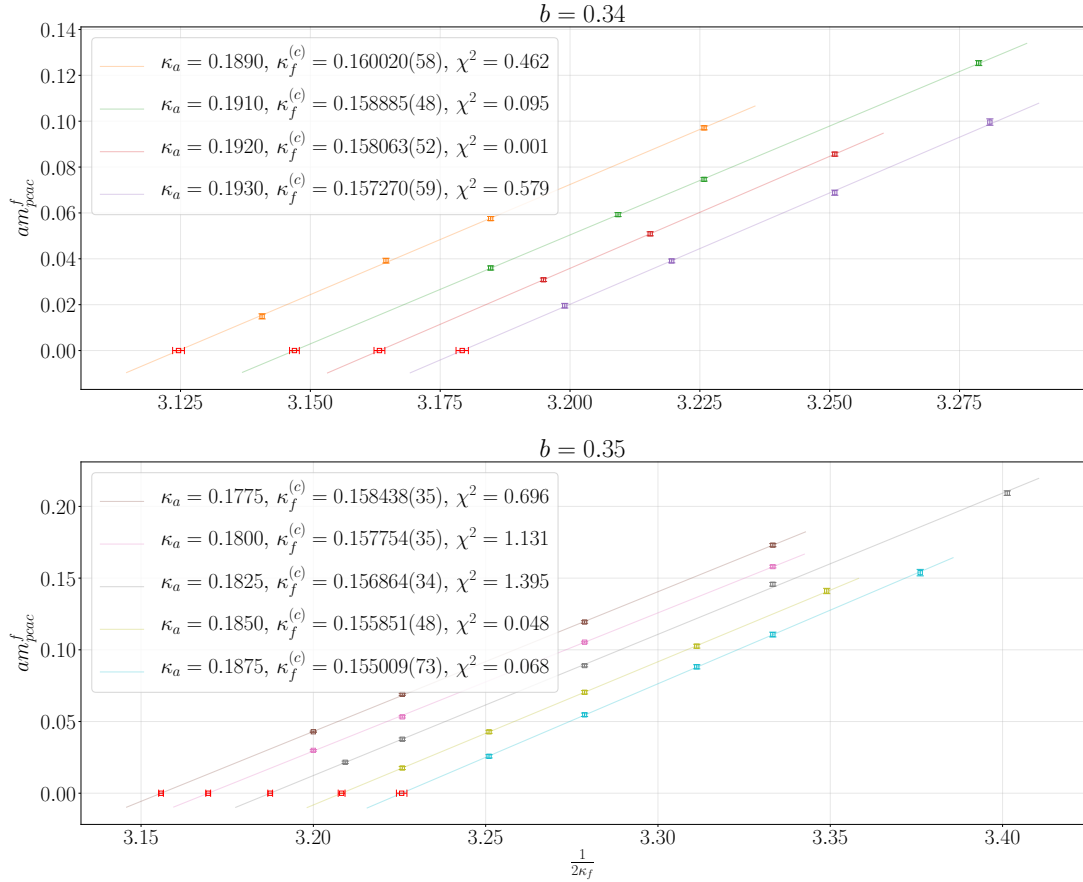 b = 0.34
0.14
0.12
0.10
0.08
0.06
0.04
0.02
0.00
am^f_{pcac}
κ_a = 0.1890, κ_f^{(c)} = 0.160020(58), χ² = 0.462
κ_a = 0.1910, κ_f^{(c)} = 0.158885(48), χ² = 0.095
κ_a = 0.1920, κ_f^{(c)} = 0.158063(52), χ² = 0.001
κ_a = 0.1930, κ_f^{(c)} = 0.157270(59), χ² = 0.579
3.125 3.150 3.175 3.200 3.225 3.250 3.275
b = 0.35
0.20
0.15
0.10
0.05
0.00
am^f_{pcac}
κ_a = 0.1775, κ_f^{(c)} = 0.158438(35), χ² = 0.696
κ_a = 0.1800, κ_f^{(c)} = 0.157754(35), χ² = 1.131
κ_a = 0.1825, κ_f^{(c)} = 0.156864(34), χ² = 1.395
κ_a = 0.1850, κ_f^{(c)} = 0.155851(48), χ² = 0.048
κ_a = 0.1875, κ_f^{(c)} = 0.155009(73), χ² = 0.068
3.15 3.20 3.25 3.30 3.35 3.40
\frac{1}{2κ_f}